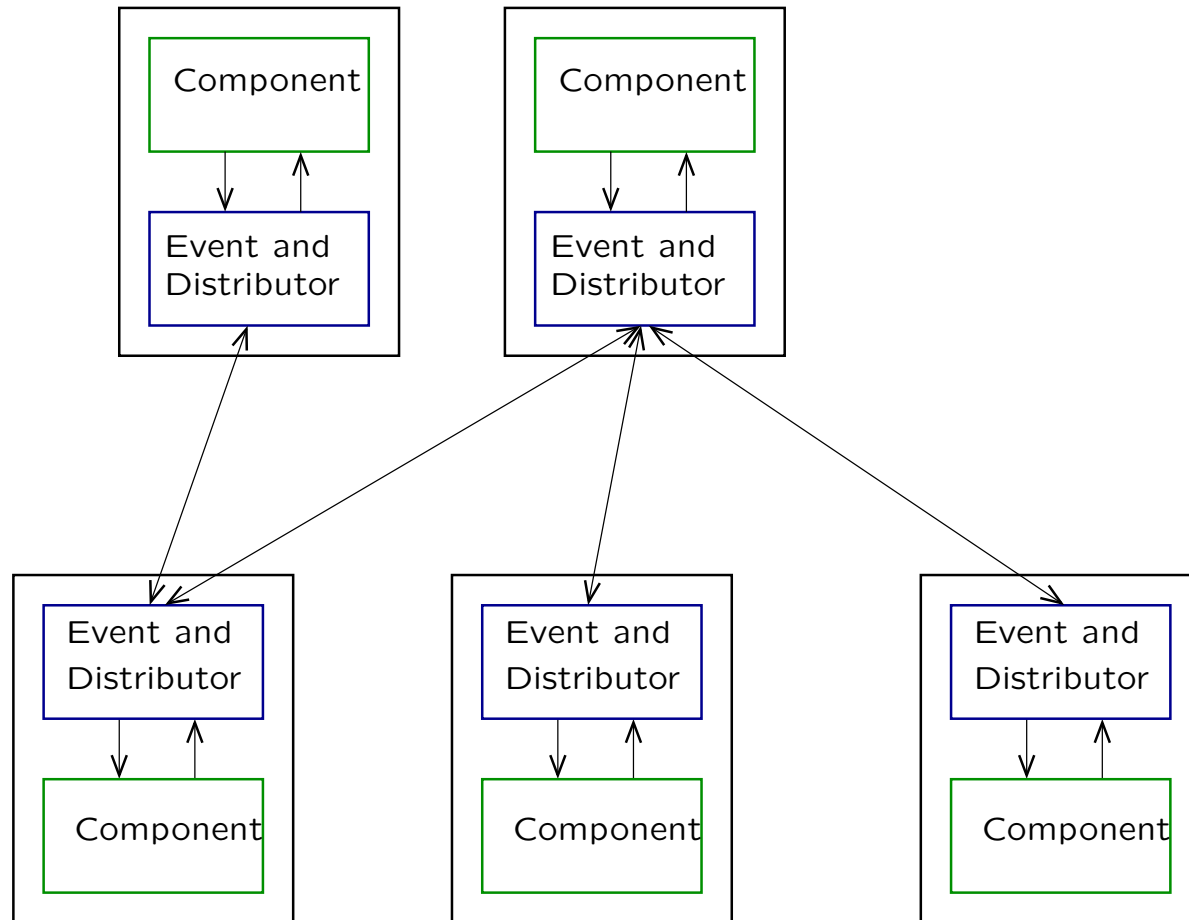 Component
Event and
Distributor
Component
Event and
Distributor
Event and
Distributor
Component
Event and
Distributor
Component
Event and
Distributor
Component